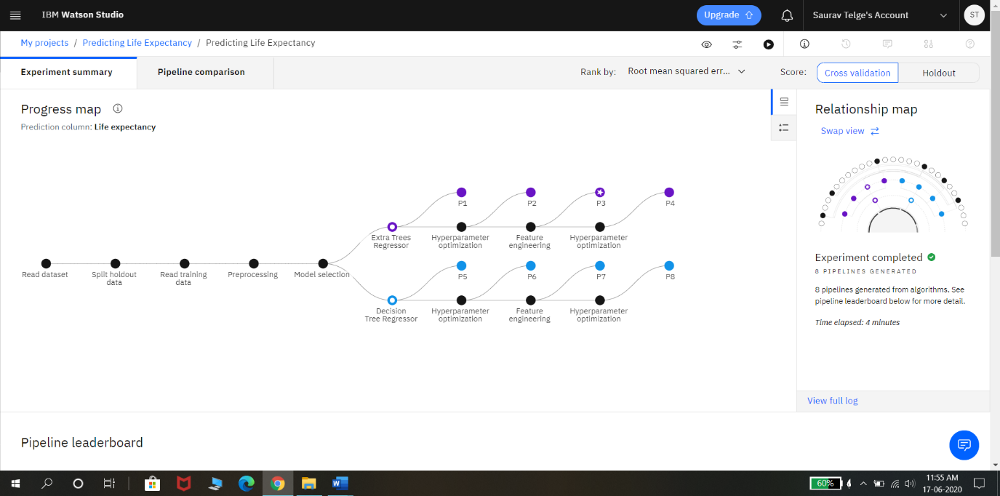 IBM Watson Studio
Upgrade
Saurav Telge's Account
ST
My projects / Predicting Life Expectancy / Predicting Life Expectancy
Experiment summary
Pipeline comparison
Rank by: Root mean squared err...
Score: Cross validation Holdout
Progress map
Prediction column: Life expectancy
P1
P2
P3
P4
Extra Trees
Regressor
Hyperparameter
optimization
Feature
engineering
Hyperparameter
optimization
Read dataset
Split holdout
data
Read training
data
Preprocessing
Model selection
P5
P6
P7
P8
Decision
Tree Regressor
Hyperparameter
optimization
Feature
engineering
Hyperparameter
optimization
Relationship map
Swap view
Experiment completed
8 PIPELINES GENERATED
8 pipelines generated from algorithms. See
pipeline leaderboard below for more detail.
Time elapsed: 4 minutes
View full log
Pipeline leaderboard
60%
11:55 AM
17-06-2020